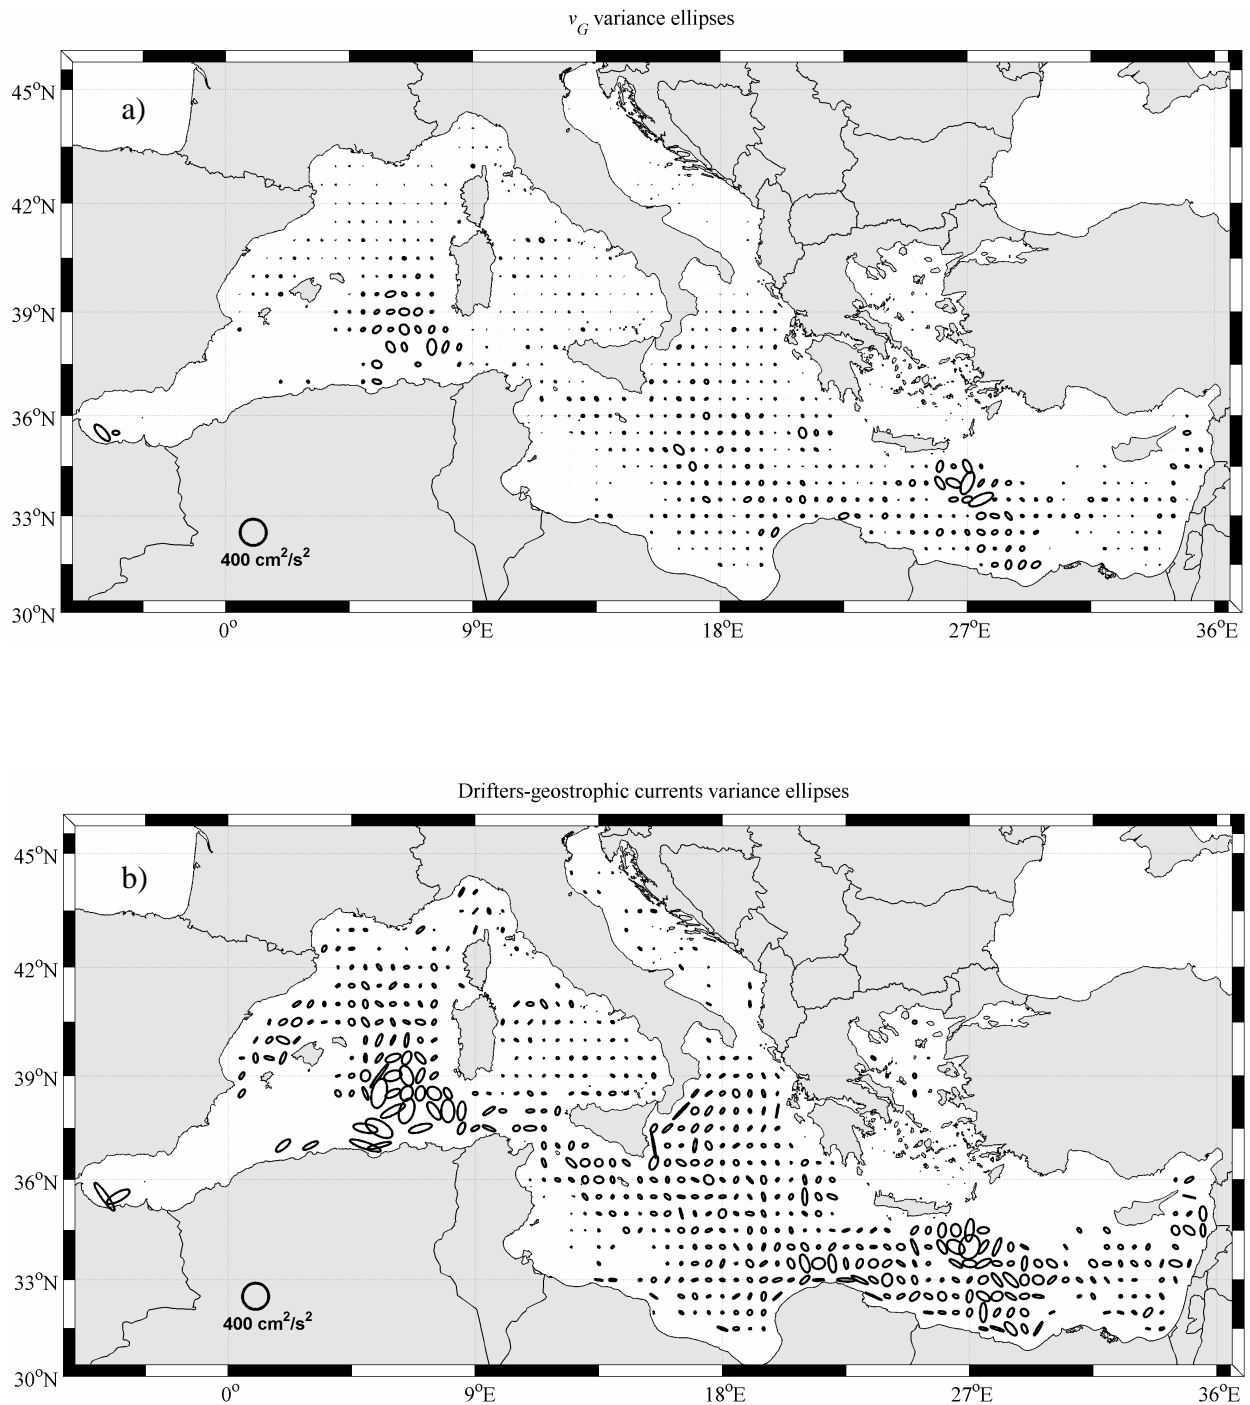 v_G variance ellipses
a)
45°N
42°N
39°N
36°N
33°N
30°N
400 cm²/s²
0° 9°E 18°E 27°E 36°E
Drifters-geostrophic currents variance ellipses
b)
45°N
42°N
39°N
36°N
33°N
30°N
400 cm²/s²
0° 9°E 18°E 27°E 36°E